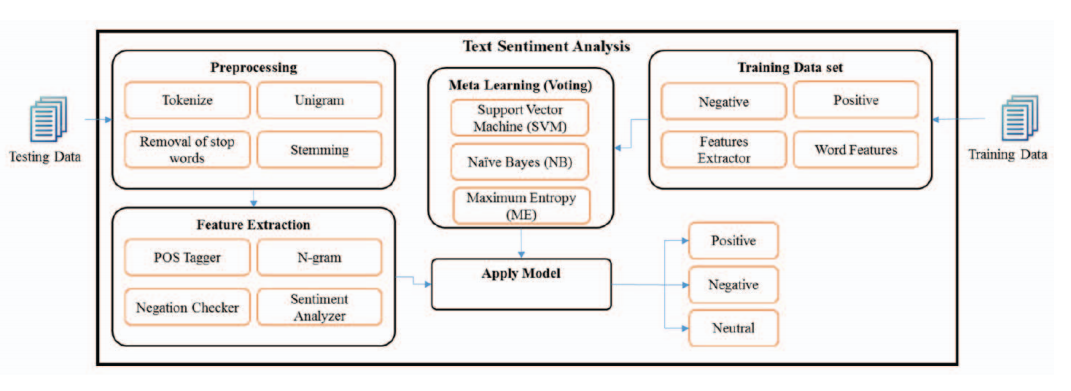 Text Sentiment Analysis
Testing Data
Preprocessing
Tokenize
Unigram
Removal of stop
words
Stemming
Feature Extraction
POS Tagger
N-gram
Negation Checker
Sentiment
Analyzer
Meta Learning (Voting)
Support Vector
Machine (SVM)
Naïve Bayes (NB)
Maximum Entropy
(ME)
Apply Model
Training Data set
Negative
Positive
Features
Extractor
Word Features
Training Data
Positive
Negative
Neutral